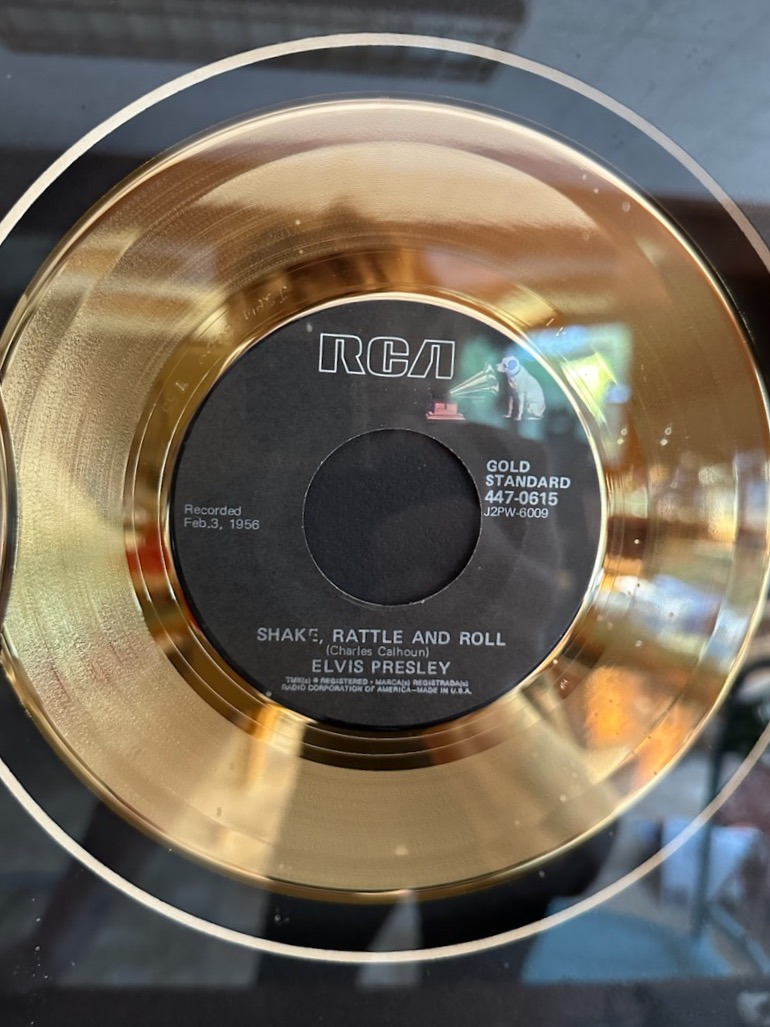 RCA
GOLD
STANDARD
447-0615
J2PW-6009
Recorded
Feb.3, 1956
SHAKE, RATTLE AND ROLL
(Charles Calhoun)
ELVIS PRESLEY
TMK(s) ® REGISTERED • MARCA(s) REGISTRADA(s)
RADIO CORPORATION OF AMERICA—MADE IN U.S.A.